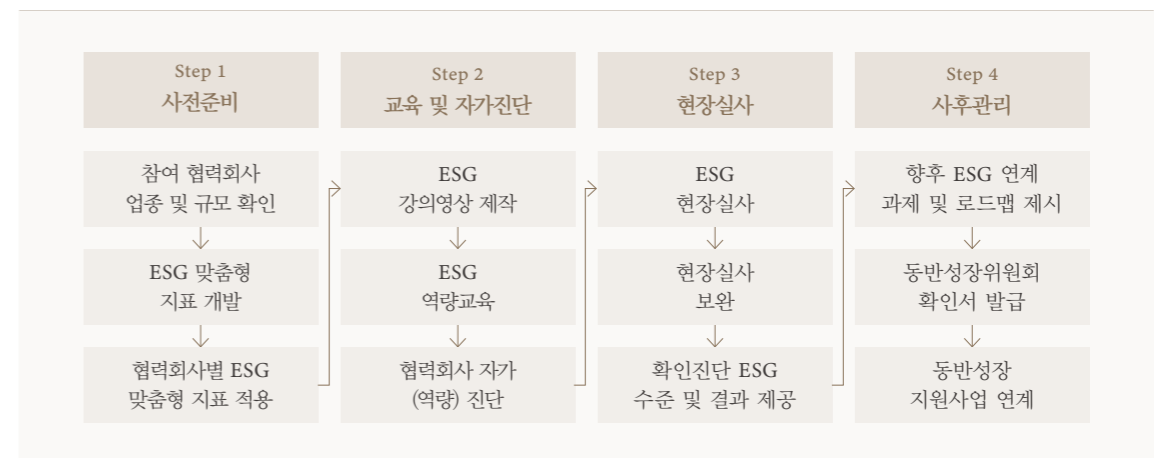 Step 1
사전준비
참여 협력회사
업종 및 규모 확인
ESG 맞춤형
지표 개발
협력회사별 ESG
맞춤형 지표 적용
Step 2
교육 및 자가진단
ESG
강의영상 제작
ESG
역량교육
협력회사 자가
(역량) 진단
Step 3
현장실사
ESG
현장실사
현장실사
보완
확인진단 ESG
수준 및 결과 제공
Step 4
사후관리
향후 ESG 연계
과제 및 로드맵 제시
동반성장위원회
확인서 발급
동반성장
지원사업 연계